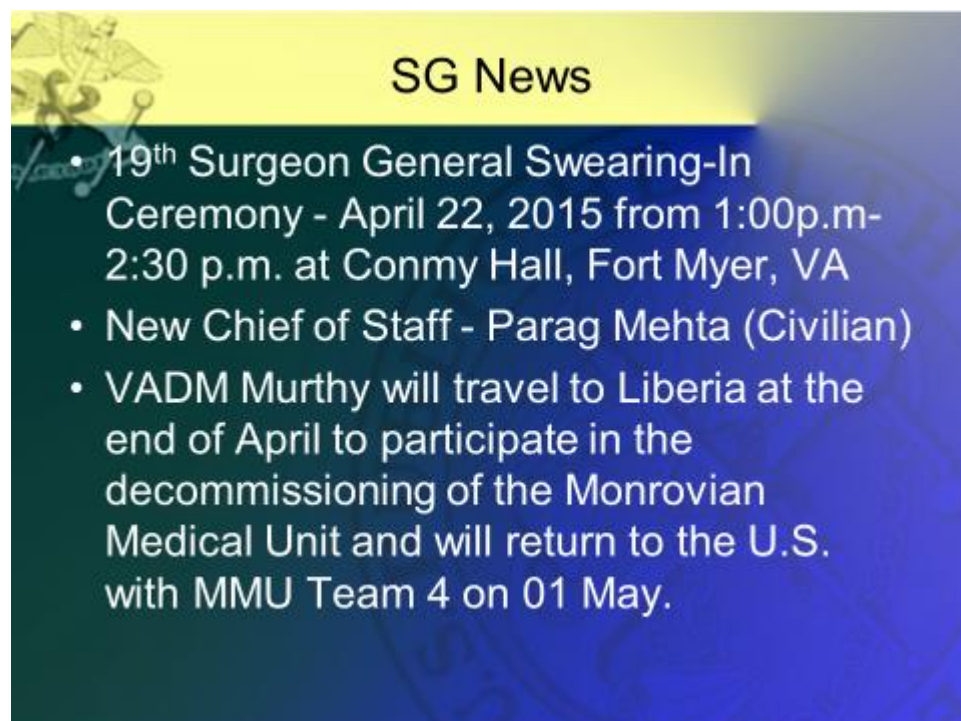 SG News
• 19th Surgeon General Swearing-In
Ceremony - April 22, 2015 from 1:00p.m-
2:30 p.m. at Conmy Hall, Fort Myer, VA
• New Chief of Staff - Parag Mehta (Civilian)
• VADM Murthy will travel to Liberia at the
end of April to participate in the
decommissioning of the Monrovian
Medical Unit and will return to the U.S.
with MMU Team 4 on 01 May.